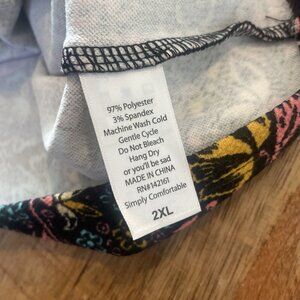 97% Polyester
3% Spandex
Machine Wash Cold
Gentle Cycle
Do Not Bleach
Hang Dry
or you'll be sad
MADE IN CHINA
RN#142161
Simply Comfortable
2XL